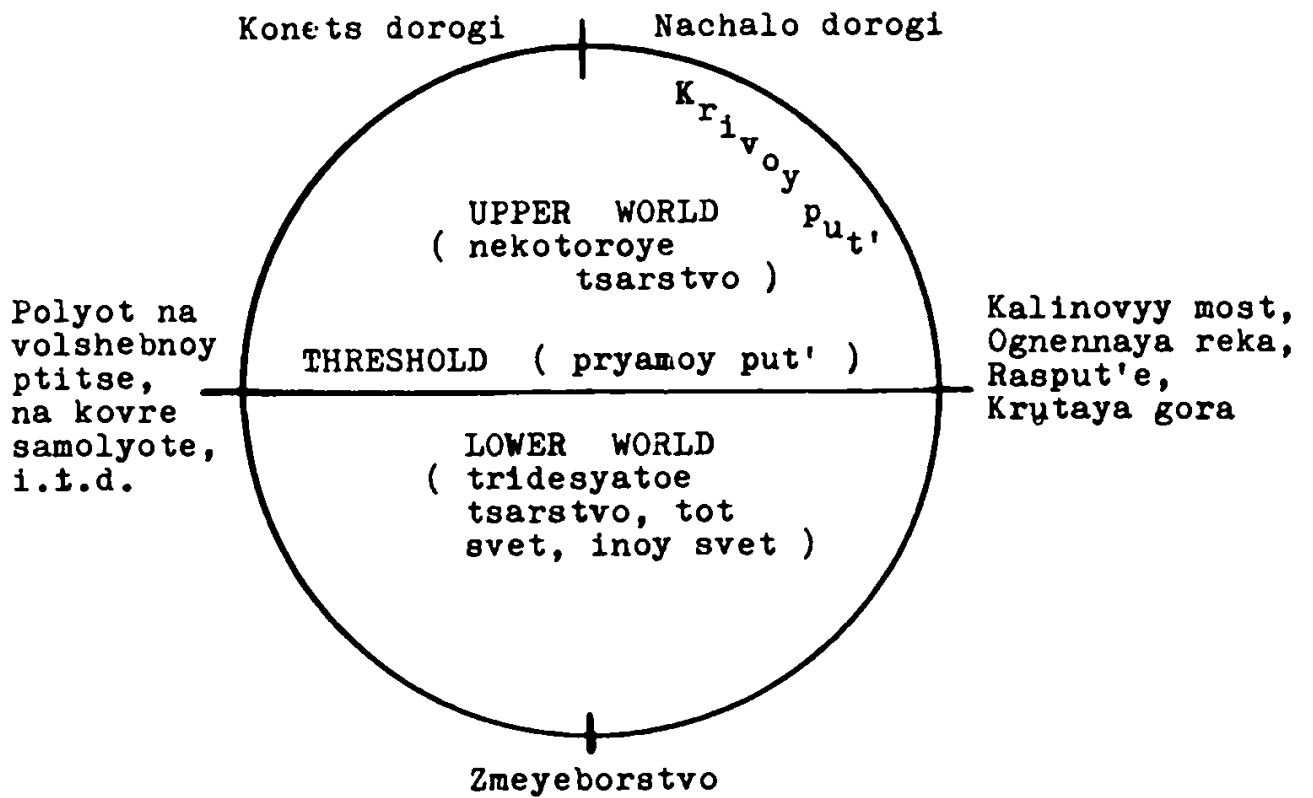 Konets dorogi
Nachalo dorogi
Krivoy put'
UPPER WORLD
( nekotoroye
tsarstvo )
Polyot na
volshebnoy
ptitse,
na kovre
samolyote,
i.t.d.
THRESHOLD ( pryamoy put' )
Kalinovyy most,
Ognennaya reka,
Rasput'e,
Krutaya gora
LOWER WORLD
( tridesyatoe
tsarstvo, tot
svet, inoy svet )
Zmeyeborstvo